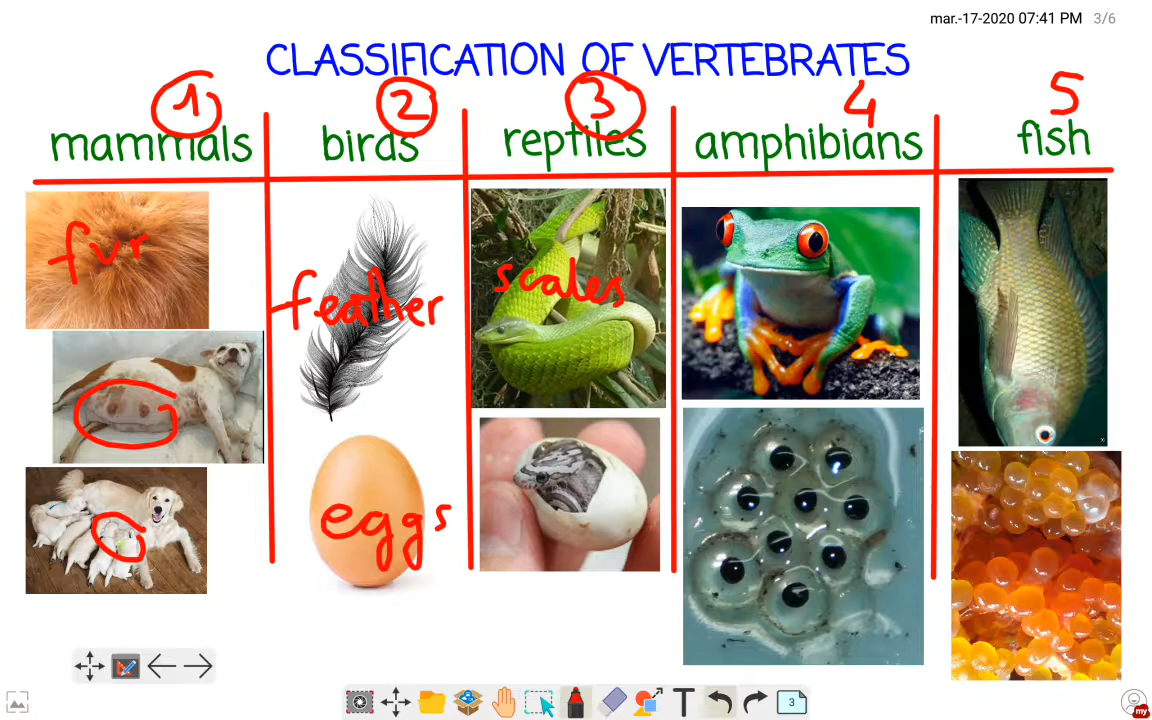 mar.-17-2020 07:41 PM 3/6
CLASSIFICATION OF VERTEBRATES
1 2 3 4 5
mammals birds reptiles amphibians fish
fur feather scales
eggs
T 3
my